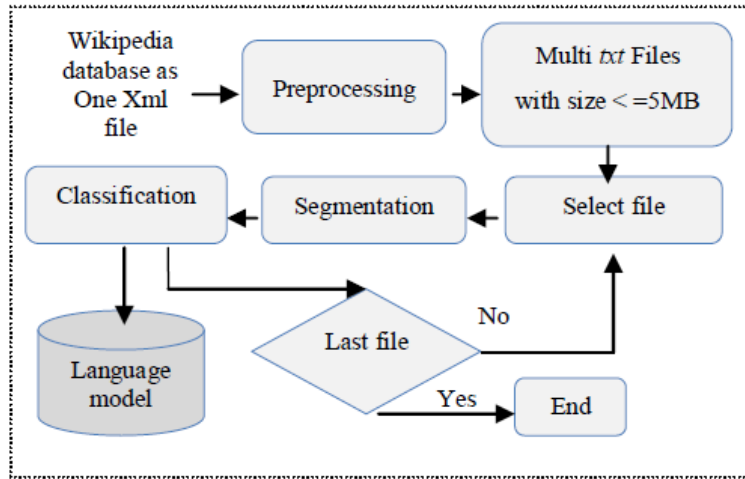 Wikipedia
database as
One Xml
file
Preprocessing
Multi txt Files
with size < =5MB
Classification
Segmentation
Select file
Last file
No
Language
model
Yes
End